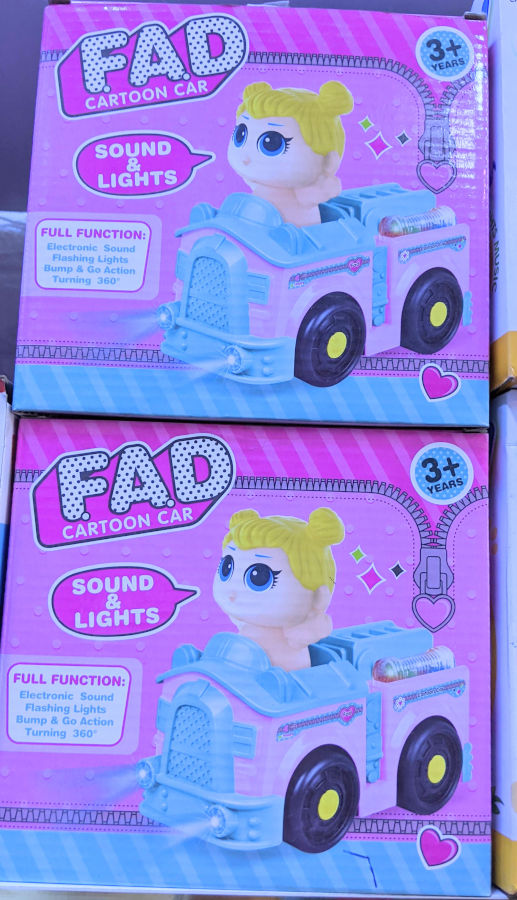 F.A.D
CARTOON CAR
3+
YEARS
SOUND
&
LIGHTS
FULL FUNCTION:
Electronic Sound
Flashing Lights
Bump & Go Action
Turning 360°
F.A.D
CARTOON CAR
3+
YEARS
SOUND
&
LIGHTS
FULL FUNCTION:
Electronic Sound
Flashing Lights
Bump & Go Action
Turning 360°